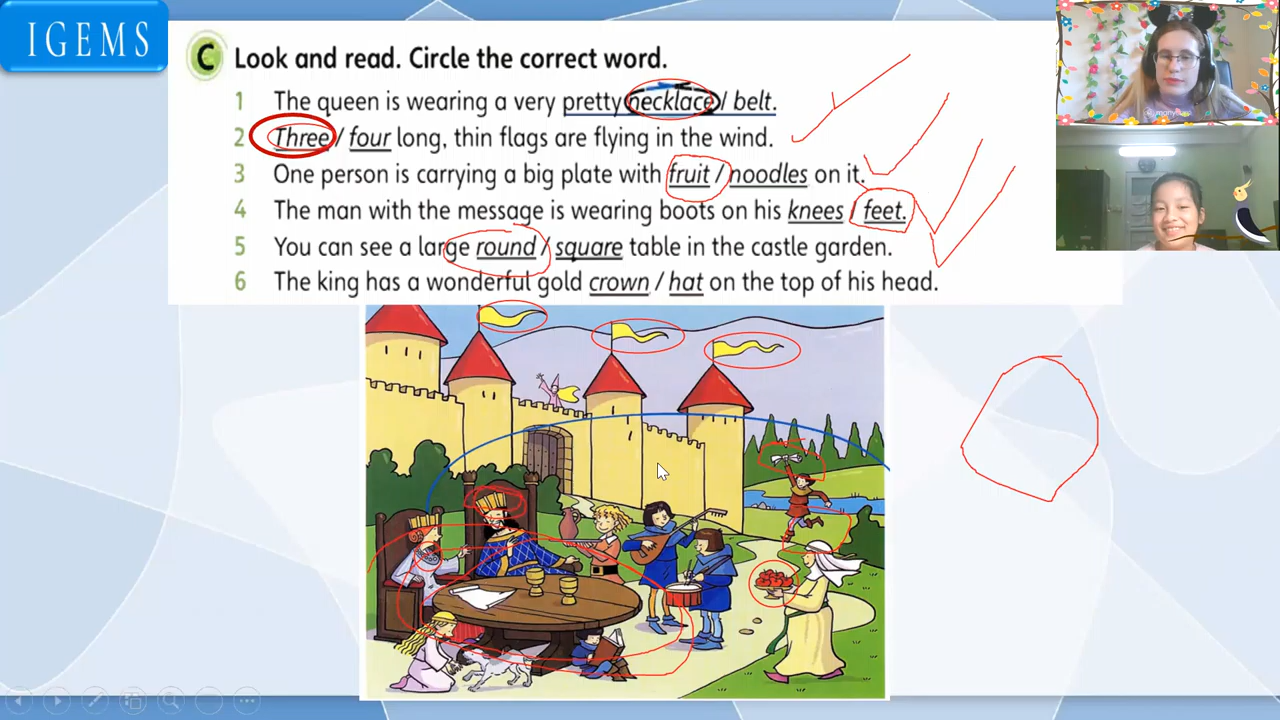 IGEMS
C Look and read. Circle the correct word.
1 The queen is wearing a very pretty necklace / belt.
2 Three / four long, thin flags are flying in the wind.
3 One person is carrying a big plate with fruit / noodles on it.
4 The man with the message is wearing boots on his knees / feet.
5 You can see a large round / square table in the castle garden.
6 The king has a wonderful gold crown / hat on the top of his head.